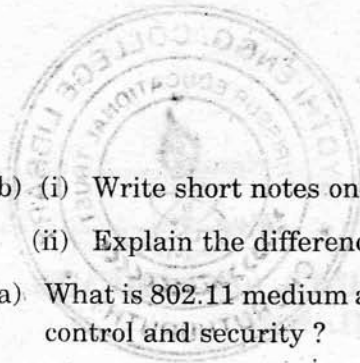 b) (i) Write short notes on
(ii) Explain the differenc
a) What is 802.11 medium a
control and security ?